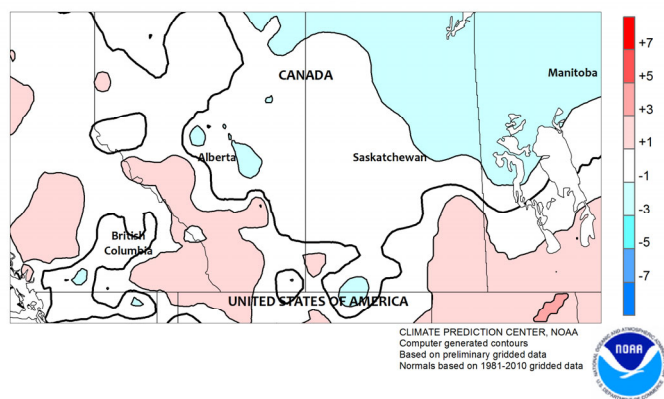 CANADA
Manitoba
Alberta
Saskatchewan
British
Columbia
UNITED STATES OF AMERICA
+7
+5
+3
+1
-1
-3
-5
-7
CLIMATE PREDICTION CENTER, NOAA
Computer generated contours
Based on preliminary gridded data
Normals based on 1981-2010 gridded data
NOAA